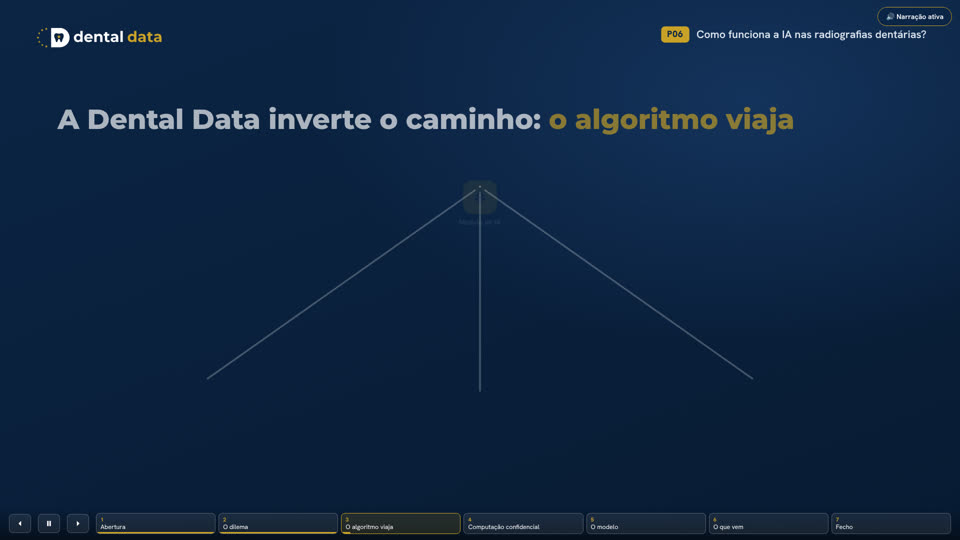 Narração ativa
dental data
P06 Como funciona a IA nas radiografias dentárias?
A Dental Data inverte o caminho: o algoritmo viaja
1
Abertura
2
O dilema
3
O algoritmo viaja
4
Computação confidencial
5
O modelo
6
O que vem
7
Fecho